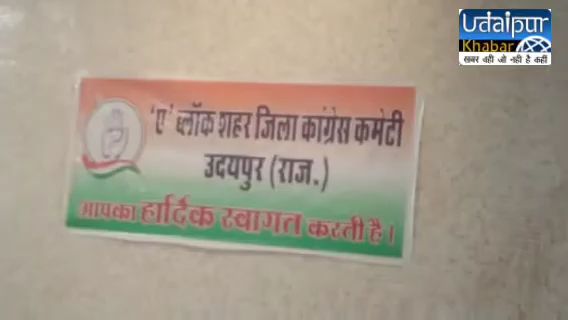 udaipur
Khabar
खबर वही जो नही है कहीं
'ए' ब्लॉक शहर जिला कांग्रेस कमेटी
उदयपुर (राज.)
आपका हार्दिक स्वागत करती है।